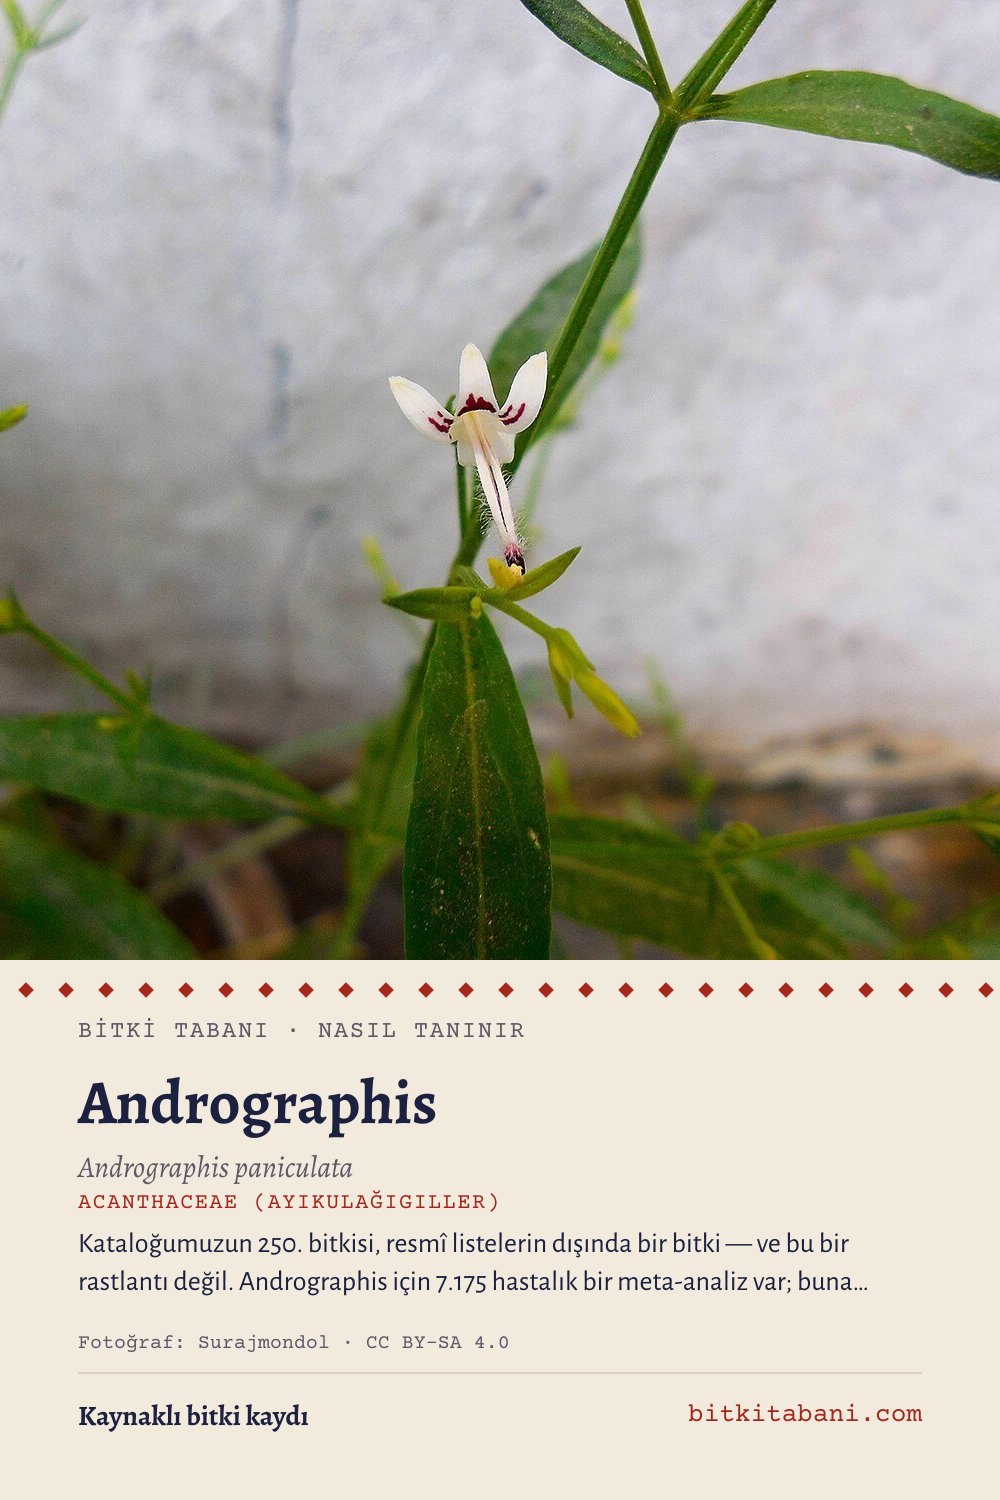 BİTKİ TABANI · NASIL TANINIR
Andrographis
Andrographis paniculata
ACANTHACEAE (AYIKULAĞIGILLER)
Kataloğumuzun 250. bitkisi, resmî listelerin dışında bir bitki — ve bu bir
rastlantı değil. Andrographis için 7.175 hastalık bir meta-analiz var; buna…
Fotoğraf: Surajmondol · CC BY-SA 4.0
Kaynaklı bitki kaydı
bitkitabani.com